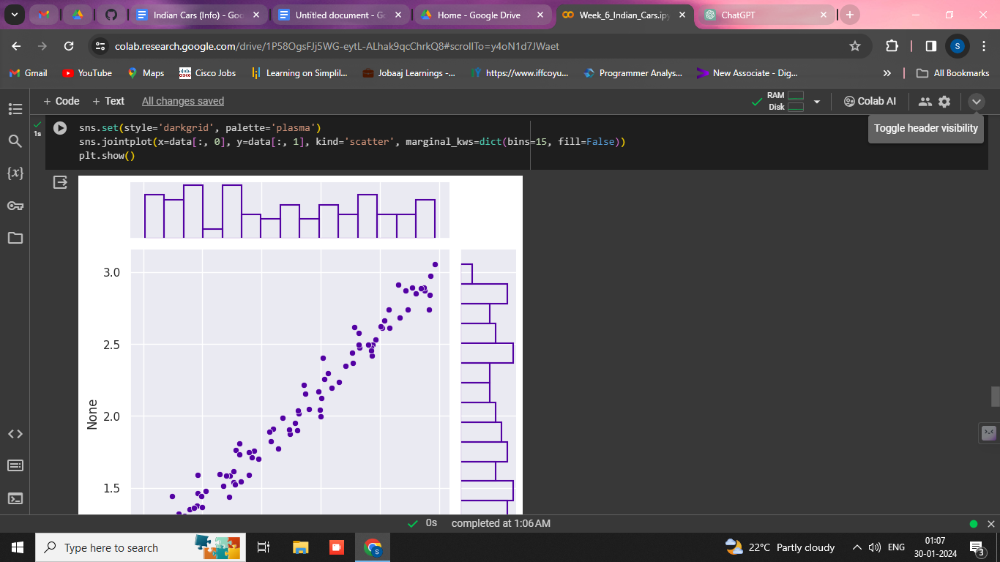 Indian Cars (Info) - Goo
Untitled document - Go
Home - Google Drive
Week_6_Indian_Cars.ipy
ChatGPT
colab.research.google.com/drive/1P58OgsFJj5WG-eytL-ALhak9qcChrkQ8#scrollTo=y4oN1d7JWaet
S
Gmail
YouTube
Maps
Cisco Jobs
Learning on Simplil...
Jobaaj Learnings -...
https://www.iffcoyu...
Programmer Analys...
New Associate - Dig...
»
All Bookmarks
+ Code
+ Text
All changes saved
RAM
Disk
Colab AI
Toggle header visibility
1s
sns.set(style='darkgrid', palette='plasma')
sns.jointplot(x=data[:, 0], y=data[:, 1], kind='scatter', marginal_kws=dict(bins=15, fill=False))
plt.show()
{x}
3.0
2.5
2.0
1.5
None
0s
completed at 1:06 AM
Type here to search
22°C
Partly cloudy
ENG
01:07
30-01-2024
3